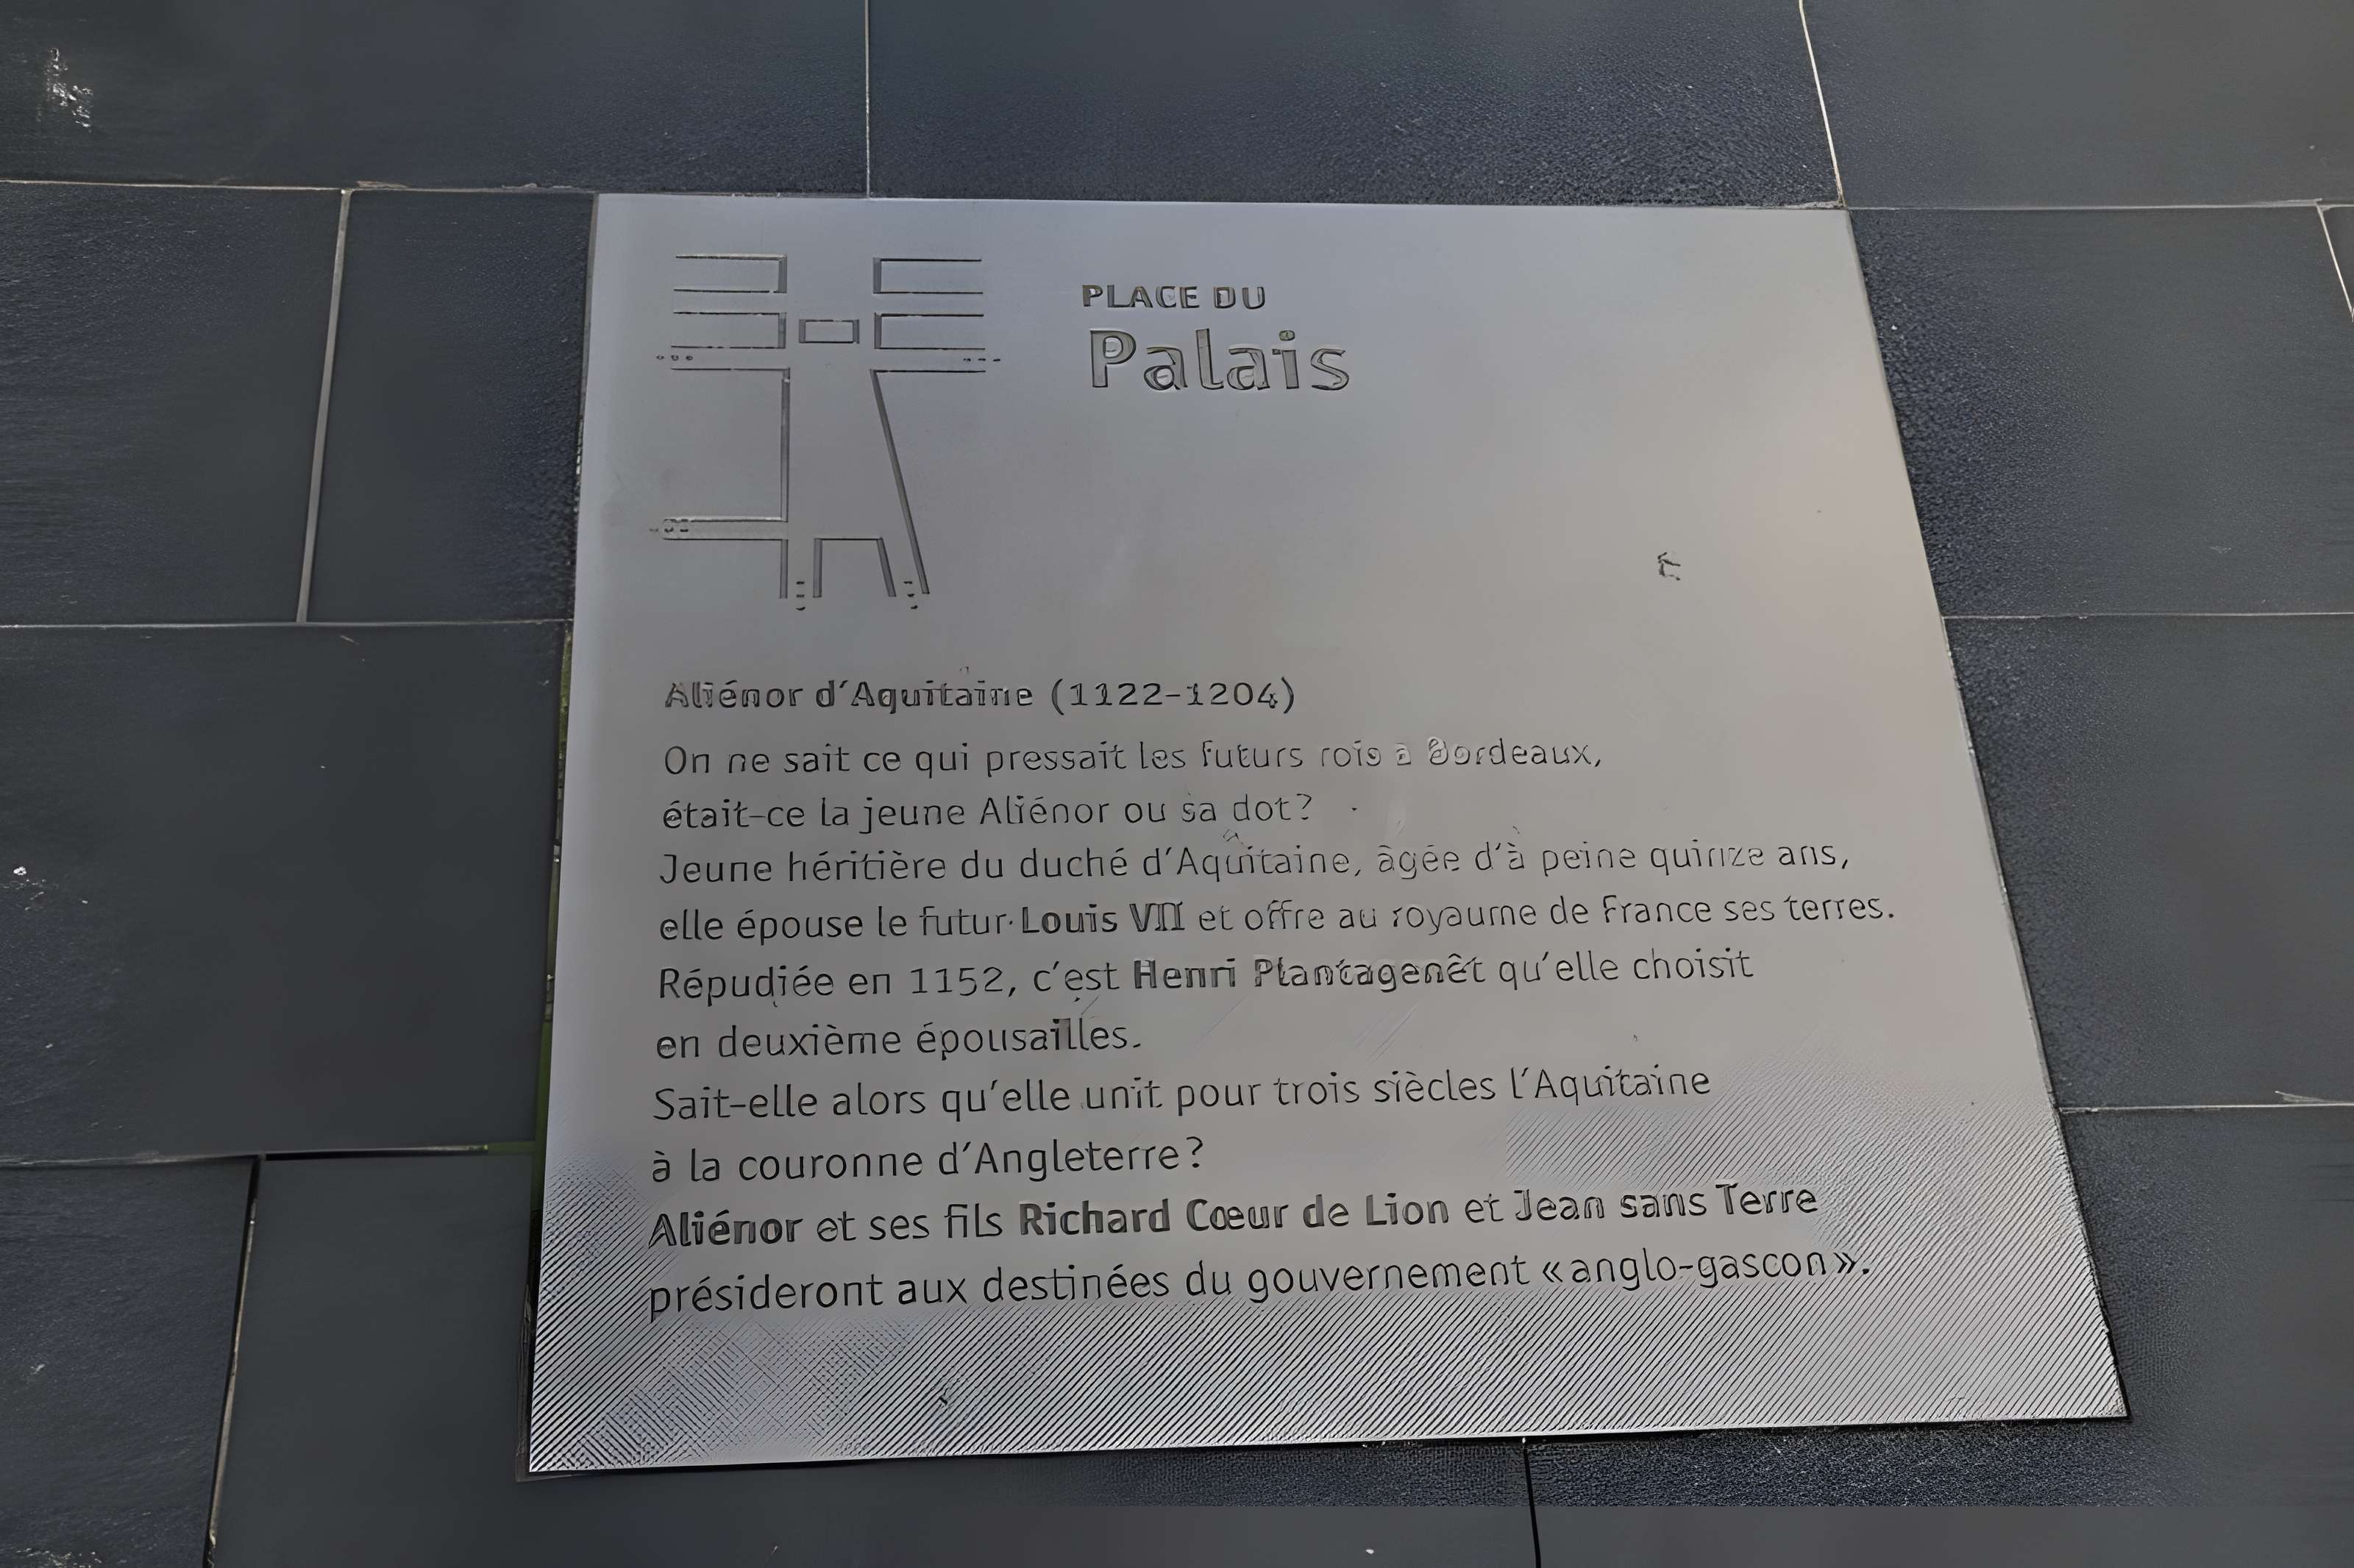 PLACE DU
Palais
Aliénor d'Aquitaine (1122-1204)
On ne sait ce qui pressait les futurs rois à Bordeaux,
était-ce la jeune Aliénor ou sa dot ?
Jeune héritière du duché d'Aquitaine, âgée d'à peine quinze ans,
elle épouse le futur Louis VII et offre au royaume de France ses terres.
Répudiée en 1152, c'est Henri Plantagenêt qu'elle choisit
en deuxième épousailles.
Sait-elle alors qu'elle unit pour trois siècles l'Aquitaine
à la couronne d'Angleterre ?
Aliénor et ses fils Richard Cœur de Lion et Jean sans Terre
présideront aux destinées du gouvernement « anglo-gascon ».